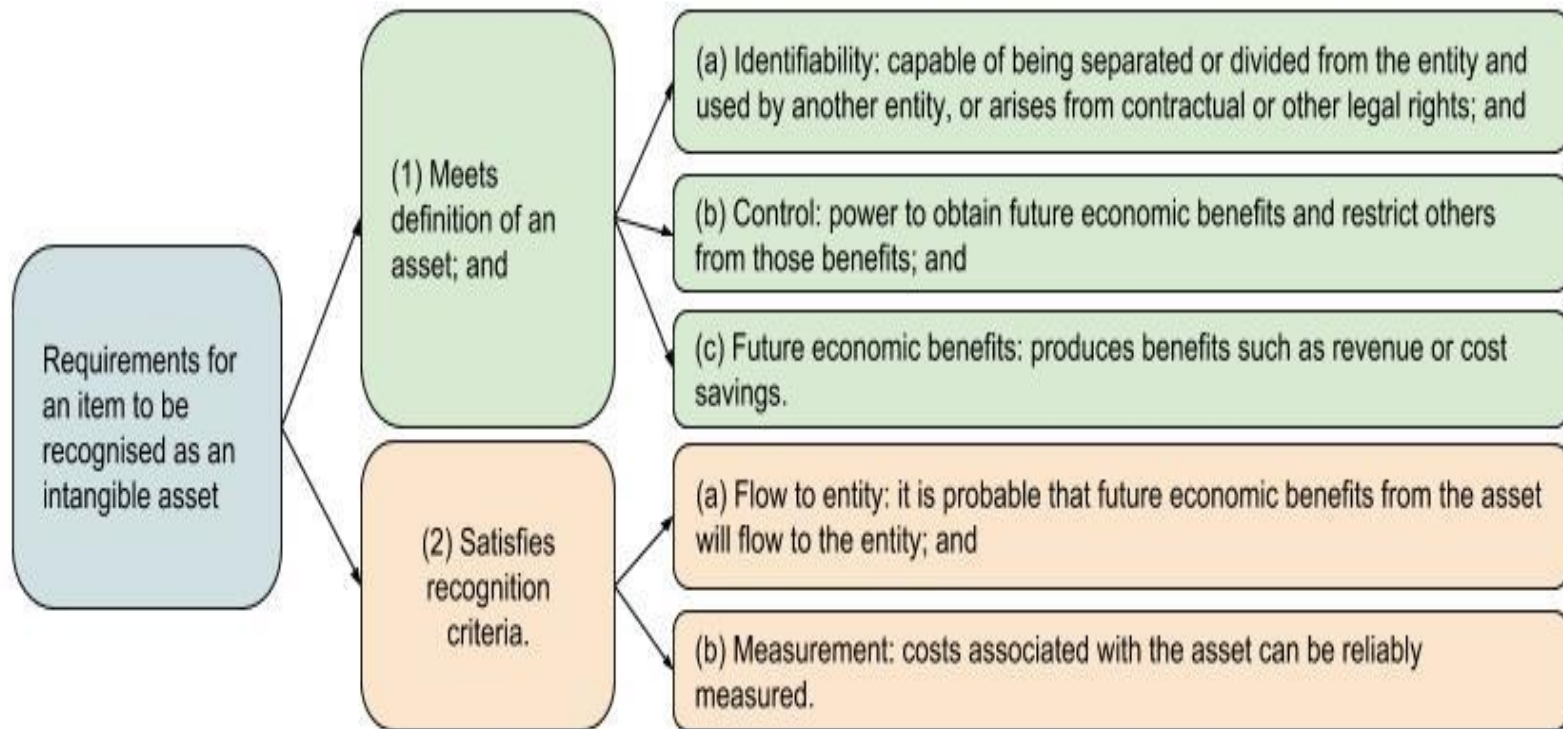 Requirements for
an item to be
recognised as an
intangible asset
(1) Meets
definition of an
asset; and
(a) Identifiability: capable of being separated or divided from the entity and
used by another entity, or arises from contractual or other legal rights; and
(b) Control: power to obtain future economic benefits and restrict others
from those benefits; and
(c) Future economic benefits: produces benefits such as revenue or cost
savings.
(2) Satisfies
recognition
criteria.
(a) Flow to entity: it is probable that future economic benefits from the asset
will flow to the entity; and
(b) Measurement: costs associated with the asset can be reliably
measured.